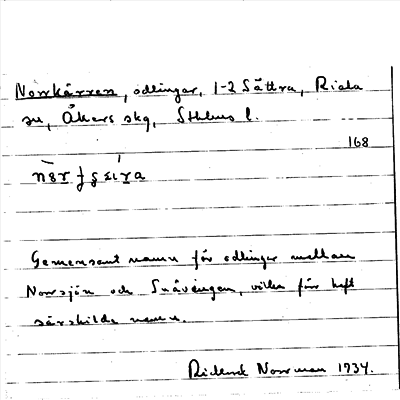 Norrkärren, odlingar, 1-2 Sättra, Riala
sn, Åkers skg, Sthlms l.
168
Gemensamt namn för odlingar mellan
Norrsjön och Snåvängen, vilka förr haft
särskilda namn.
Rickard Norrman 1934.